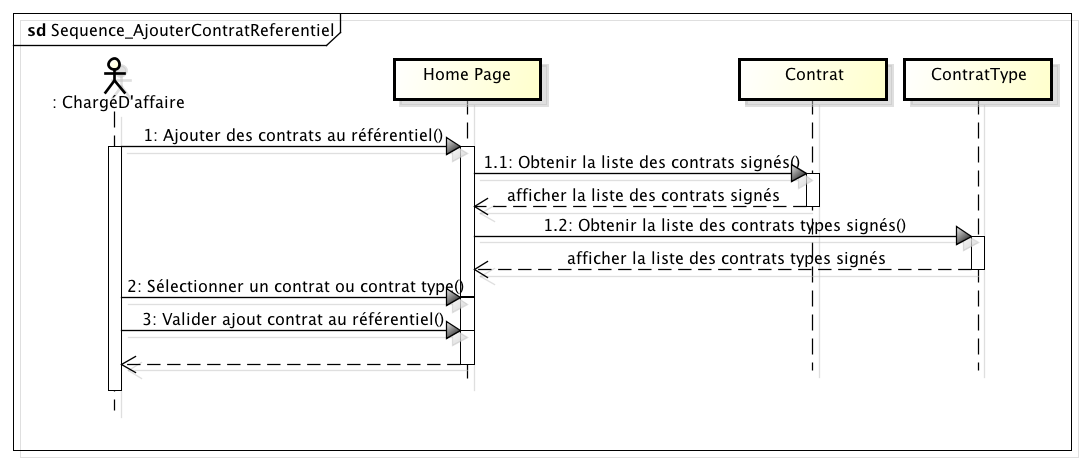 sd Sequence_AjouterContratReferentiel
: ChargéD'affaire
Home Page
Contrat
ContratType
1: Ajouter des contrats au référentiel()
1.1: Obtenir la liste des contrats signés()
afficher la liste des contrats signés
1.2: Obtenir la liste des contrats types signés()
afficher la liste des contrats types signés
2: Sélectionner un contrat ou contrat type()
3: Valider ajout contrat au référentiel()